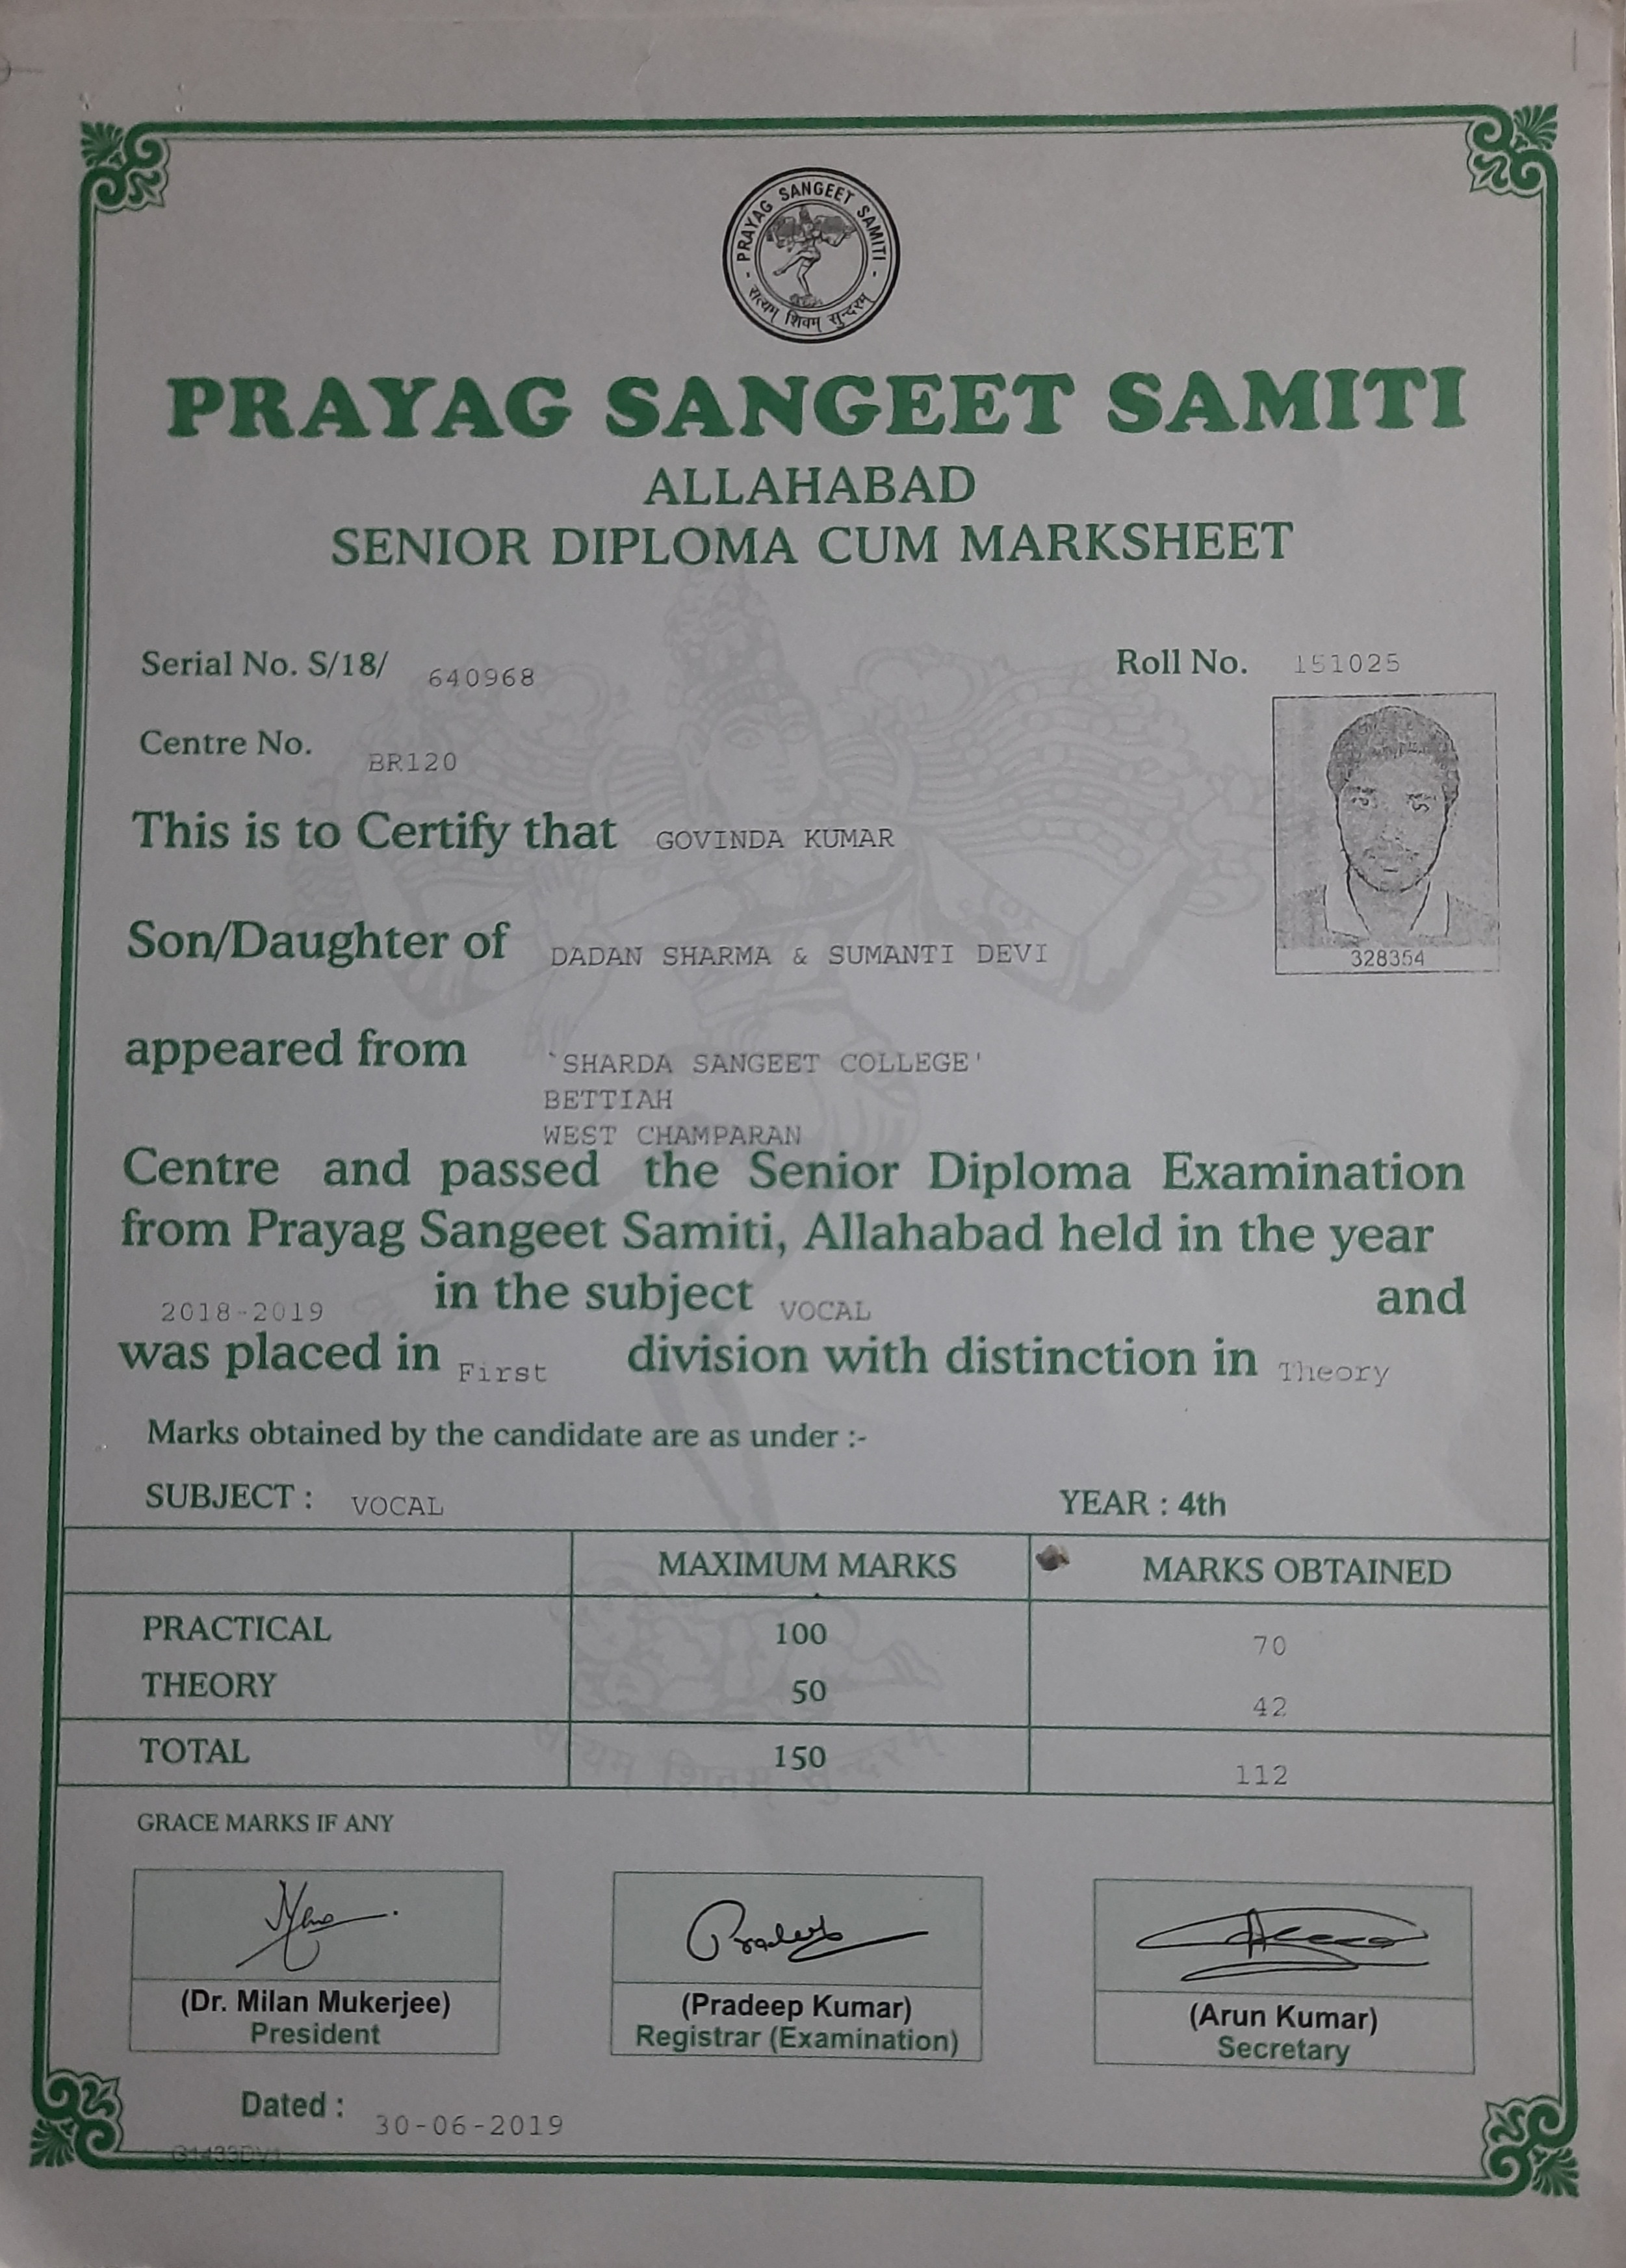 - PRAYAG SANGEET SAMITI -
सत्यम् शिवम् सुन्दरम्
PRAYAG SANGEET SAMITI
ALLAHABAD
SENIOR DIPLOMA CUM MARKSHEET
Serial No. S/18/ 640968 Roll No. 151025
Centre No. BR120
This is to Certify that GOVINDA KUMAR
Son/Daughter of DADAN SHARMA & SUMANTI DEVI
328354
appeared from `SHARDA SANGEET COLLEGE'
BETTIAH
WEST CHAMPARAN
Centre and passed the Senior Diploma Examination
from Prayag Sangeet Samiti, Allahabad held in the year
2018-2019 in the subject VOCAL and
was placed in First division with distinction in Theory
Marks obtained by the candidate are as under :-
SUBJECT : VOCAL YEAR : 4th
MAXIMUM MARKS MARKS OBTAINED
PRACTICAL 100 70
THEORY 50 42
TOTAL 150 112
सत्यम् शिवम् सुन्दरम्
GRACE MARKS IF ANY
Pradeep
(Dr. Milan Mukerjee) (Pradeep Kumar) (Arun Kumar)
President Registrar (Examination) Secretary
Dated : 30-06-2019